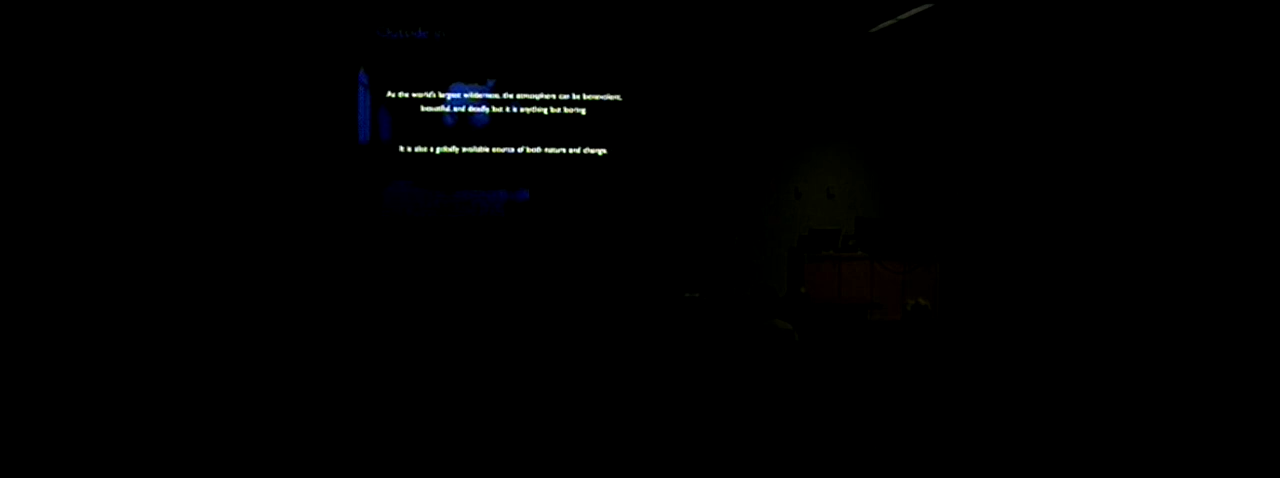 As the world's largest wilderness, the atmosphere can be benevolent,
beautiful and deadly, but it is anything but boring
It is also a globally available source of both nature and change.